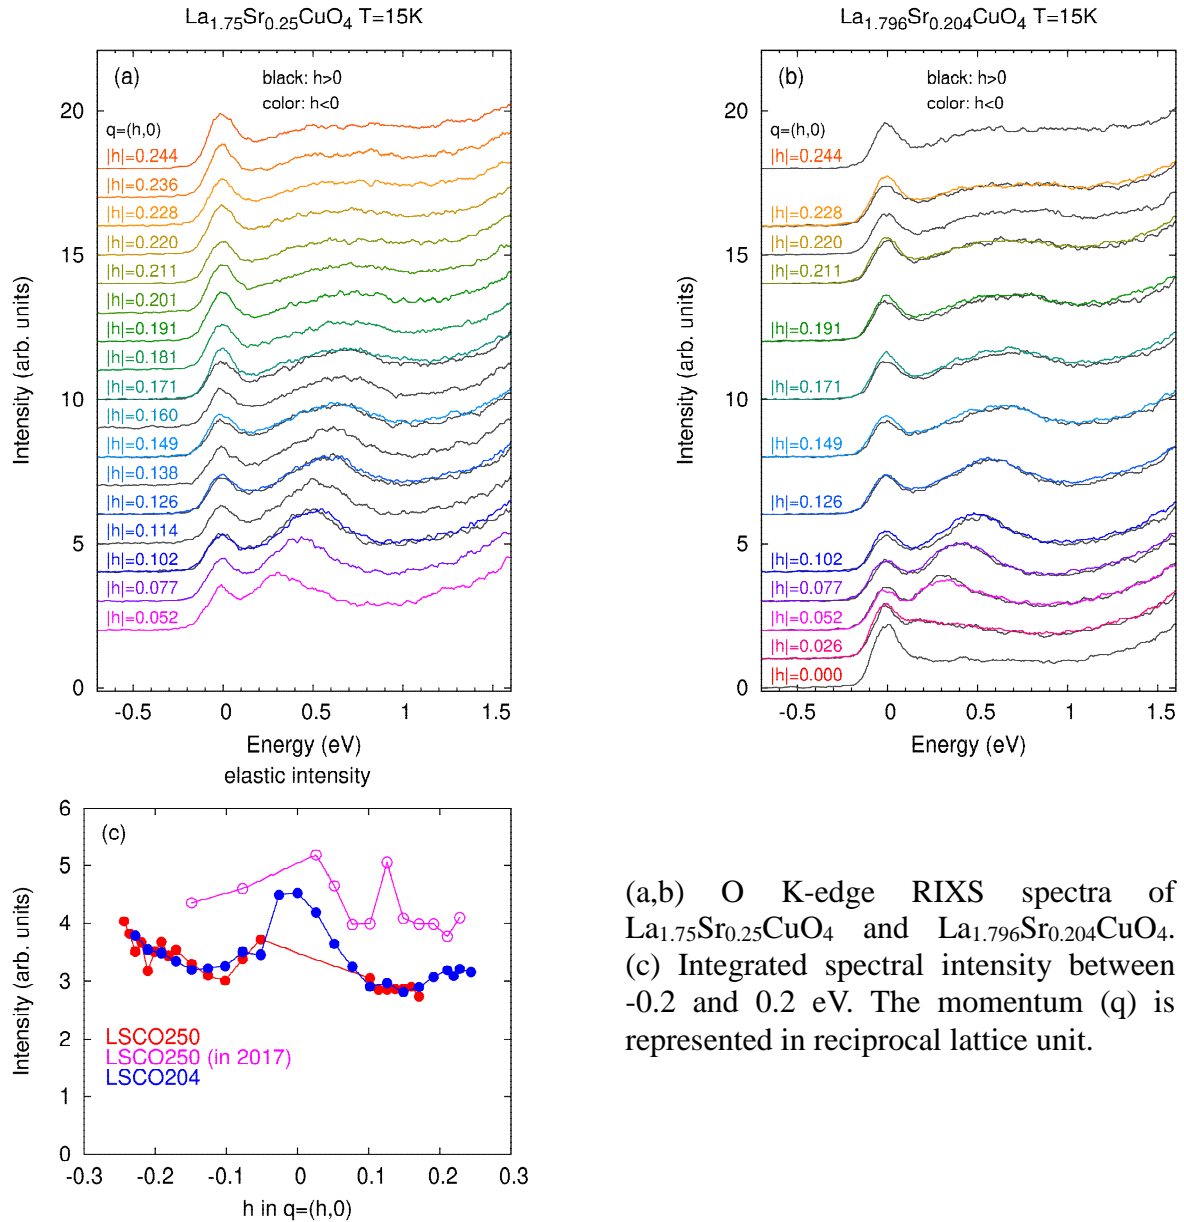 La1.75Sr0.25CuO4 T=15K
(a)
black: h>0
color: h<0
q=(h,0)
|h|=0.244
|h|=0.236
|h|=0.228
|h|=0.220
|h|=0.211
|h|=0.201
|h|=0.191
|h|=0.181
|h|=0.171
|h|=0.160
|h|=0.149
|h|=0.138
|h|=0.126
|h|=0.114
|h|=0.102
|h|=0.077
|h|=0.052
20
15
10
5
0
Intensity (arb. units)
-0.5 0 0.5 1 1.5
Energy (eV)
La1.796Sr0.204CuO4 T=15K
(b)
black: h>0
color: h<0
q=(h,0)
|h|=0.244
|h|=0.228
|h|=0.220
|h|=0.211
|h|=0.191
|h|=0.171
|h|=0.149
|h|=0.126
|h|=0.102
|h|=0.077
|h|=0.052
|h|=0.026
|h|=0.000
20
15
10
5
0
Intensity (arb. units)
-0.5 0 0.5 1 1.5
Energy (eV)
elastic intensity
(c)
6
5
4
3
2
1
0
Intensity (arb. units)
LSCO250
LSCO250 (in 2017)
LSCO204
-0.3 -0.2 -0.1 0 0.1 0.2 0.3
h in q=(h,0)
(a,b) O K-edge RIXS spectra of
La1.75Sr0.25CuO4 and La1.796Sr0.204CuO4.
(c) Integrated spectral intensity between
-0.2 and 0.2 eV. The momentum (q) is
represented in reciprocal lattice unit.